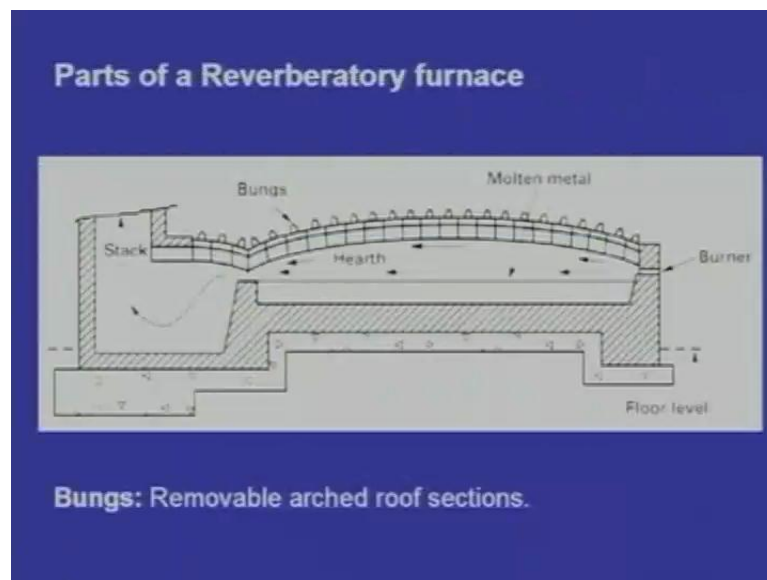 Parts of a Reverberatory furnace
Molten metal
Bungs
Stack
Hearth
Burner
Floor level
Bungs: Removable arched roof sections.